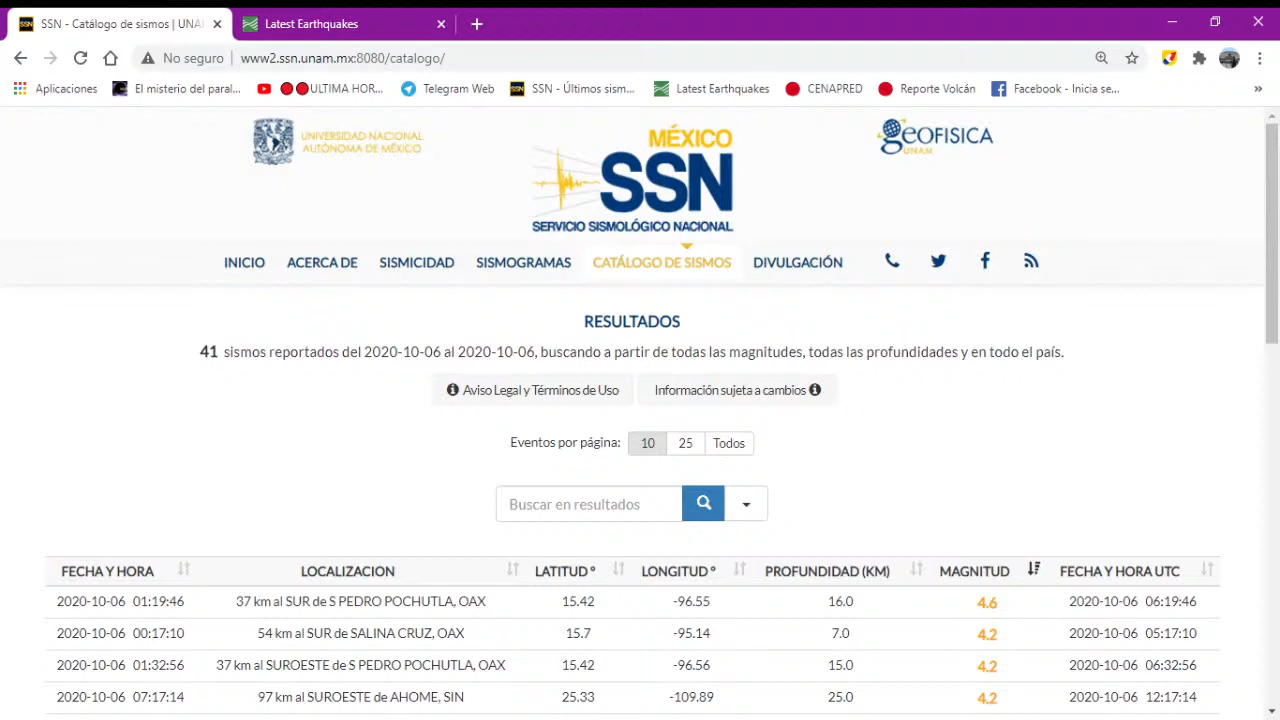 SSN - Catálogo de sismos | UNA
Latest Earthquakes
No seguro
www2.ssn.unam.mx:8080/catalogo/
Aplicaciones
El misterio del paral...
ULTIMA HOR...
Telegram Web
SSN - Últimos sism...
Latest Earthquakes
CENAPRED
Reporte Volcán
Facebook - Inicia se...
»
UNIVERSIDAD NACIONAL
AUTÓNOMA DE MÉXICO
MÉXICO
SSN
SERVICIO SISMOLÓGICO NACIONAL
GEOFISICA
UNAM
INICIO ACERCA DE SISMICIDAD SISMOGRAMAS CATÁLOGO DE SISMOS DIVULGACIÓN
RESULTADOS
41 sismos reportados del 2020-10-06 al 2020-10-06, buscando a partir de todas las magnitudes, todas las profundidades y en todo el país.
Aviso Legal y Términos de Uso
Información sujeta a cambios
Eventos por página: 10 25 Todos
Buscar en resultados
FECHA Y HORA LOCALIZACION LATITUD º LONGITUD º PROFUNDIDAD (KM) MAGNITUD FECHA Y HORA UTC
2020-10-06 01:19:46 37 km al SUR de S PEDRO POCHUTLA, OAX 15.42 -96.55 16.0 4.6 2020-10-06 06:19:46
2020-10-06 00:17:10 54 km al SUR de SALINA CRUZ, OAX 15.7 -95.14 7.0 4.2 2020-10-06 05:17:10
2020-10-06 01:32:56 37 km al SUROESTE de S PEDRO POCHUTLA, OAX 15.42 -96.56 15.0 4.2 2020-10-06 06:32:56
2020-10-06 07:17:14 97 km al SUROESTE de AHOME, SIN 25.33 -109.89 25.0 4.2 2020-10-06 12:17:14